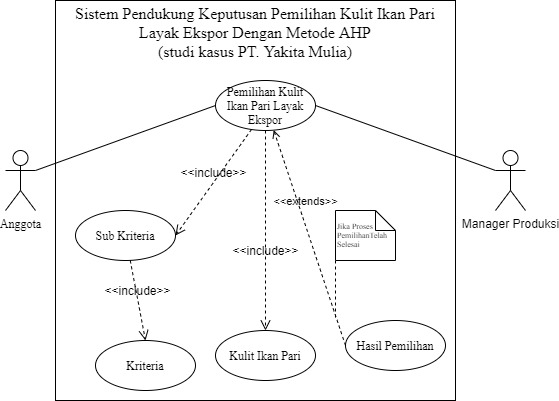 Sistem Pendukung Keputusan Pemilihan Kulit Ikan Pari
Layak Ekspor Dengan Metode AHP
(studi kasus PT. Yakita Mulia)
Pemilihan Kulit
Ikan Pari Layak
Ekspor
<<include>>
<<extends>>
Anggota
Manager Produksi
Jika Proses
PemilihanTelah
Selesai
Sub Kriteria
<<include>>
<<include>>
Kriteria
Kulit Ikan Pari
Hasil Pemilihan